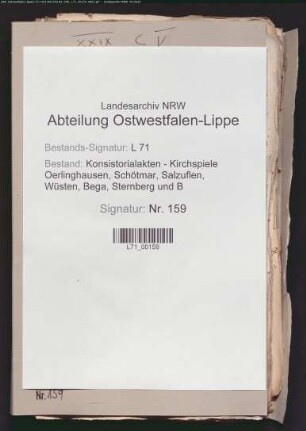 XXIX C V
Landesarchiv NRW
Abteilung Ostwestfalen-Lippe
Bestands-Signatur: L 71
Bestand: Konsistorialakten - Kirchspiele
Oerlinghausen, Schötmar, Salzuflen,
Wüsten, Bega, Sternberg und B
Signatur: Nr. 159
L71_00159
Nr. 159